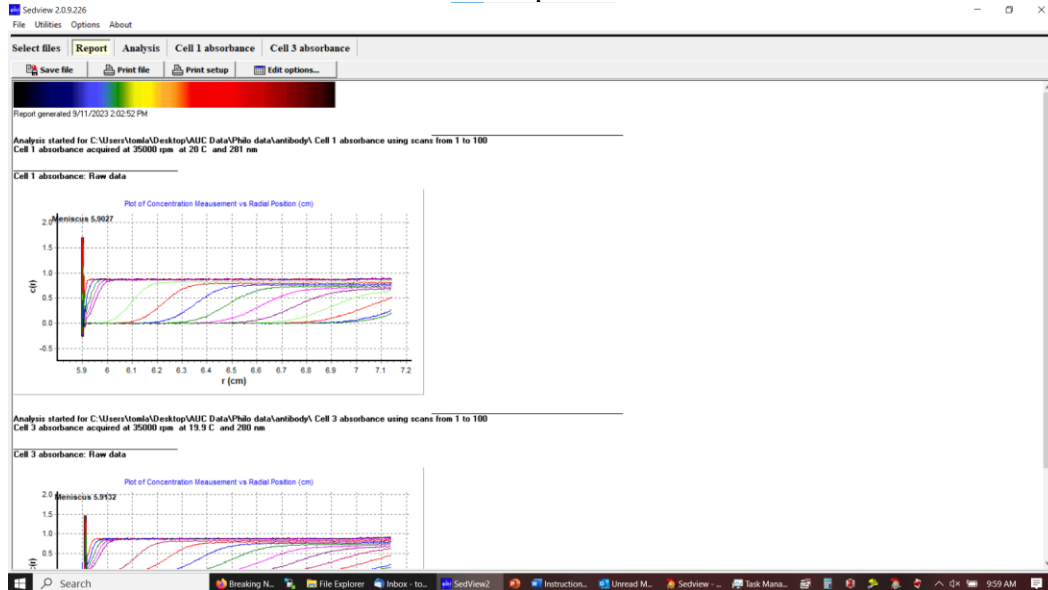 Sedview 2.0.9.226
File Utilities Options About
Select files Report Analysis Cell 1 absorbance Cell 3 absorbance
Save file Print file Print setup Edit options...
Report generated 9/11/2023 2:02:52 PM
Analysis started for C:\Users\tomla\Desktop\AUC Data\Philo data\antibody\ Cell 1 absorbance using scans from 1 to 100
Cell 1 absorbance acquired at 35000 rpm at 20 C and 281 nm
Cell 1 absorbance: Raw data
Plot of Concentration Meausement vs Radial Position (cm)
Meniscus 5.9027
2.0
1.5
1.0
0.5
0.0
-0.5
c(r)
5.9 6 6.1 6.2 6.3 6.4 6.5 6.6 6.7 6.8 6.9 7 7.1 7.2
r (cm)
Analysis started for C:\Users\tomla\Desktop\AUC Data\Philo data\antibody\ Cell 3 absorbance using scans from 1 to 100
Cell 3 absorbance acquired at 35000 rpm at 19.9 C and 280 nm
Cell 3 absorbance: Raw data
Plot of Concentration Meausement vs Radial Position (cm)
Meniscus 5.9132
2.0
1.5
1.0
0.5
c(r)
Search Breaking N... File Explorer Inbox - to... SedView2 Instruction... Unread M... Sedview - ... Task Mana... 9:59 AM